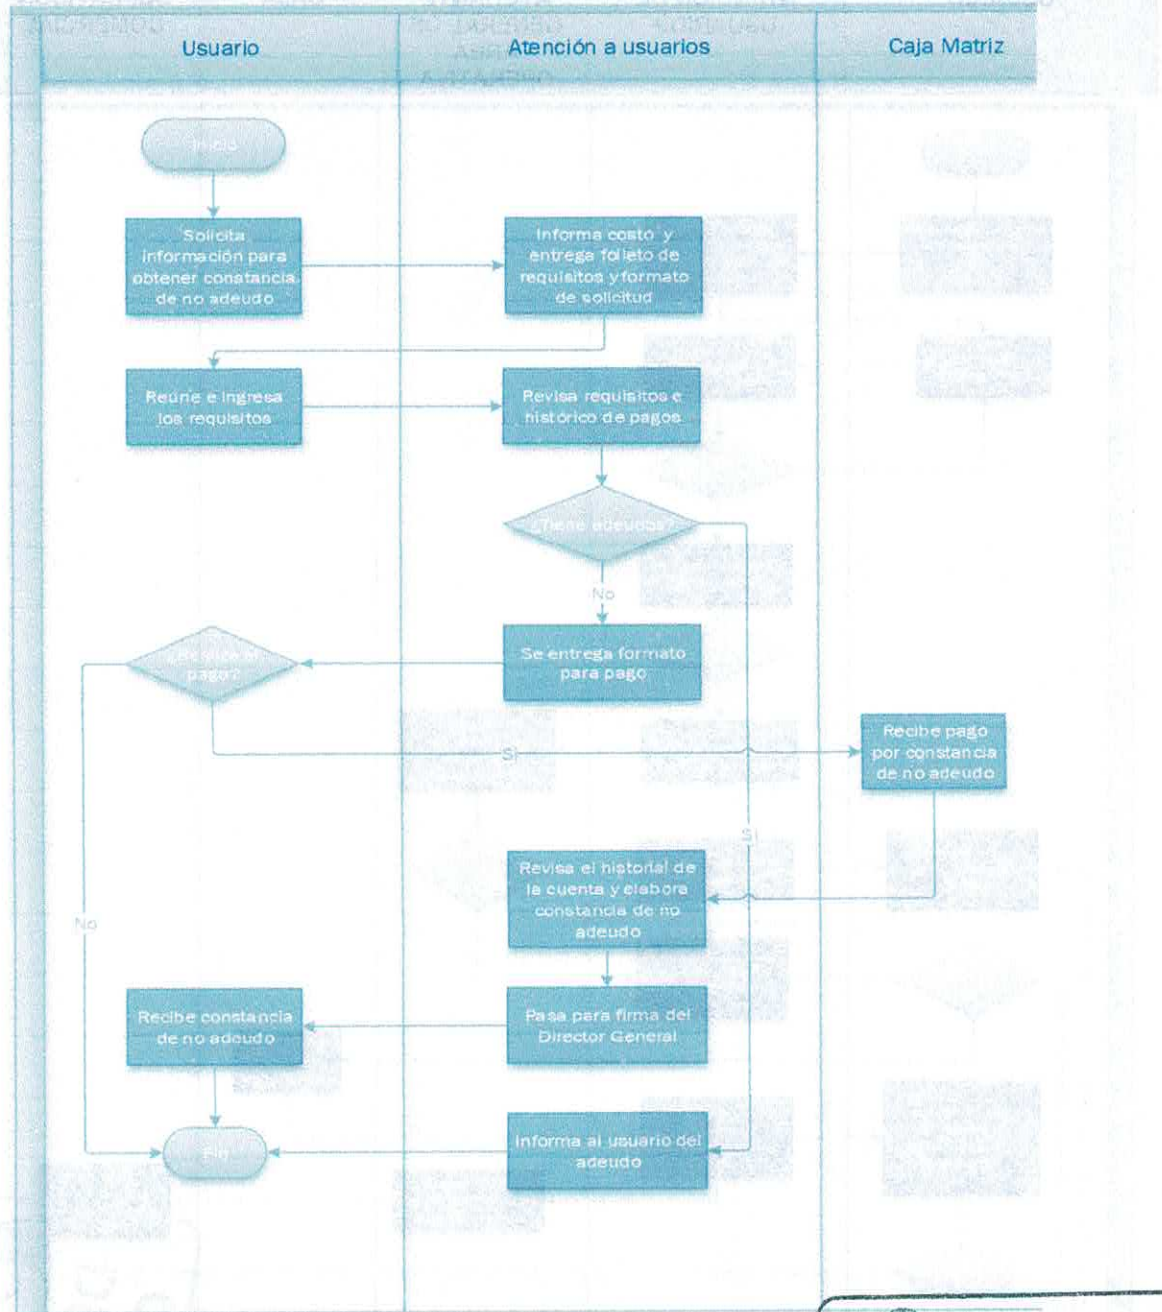 Usuario
Atención a usuarios
Caja Matriz
Inicio
Solicita
información para
obtener constancia
de no adeudo
Informa costo y
entrega folleto de
requisitos y formato
de solicitud
Reúne e ingresa
los requisitos
Revisa requisitos e
histórico de pagos
¿Tiene adeudos?
No
Se entrega formato
para pago
pago?
Si
Recibe pago
por constancia
de no adeudo
Si
Revisa el historial de
la cuenta y elabora
constancia de no
adeudo
No
Pasa para firma del
Director General
Recibe constancia
de no adeudo
Informa al usuario del
adeudo
Fin